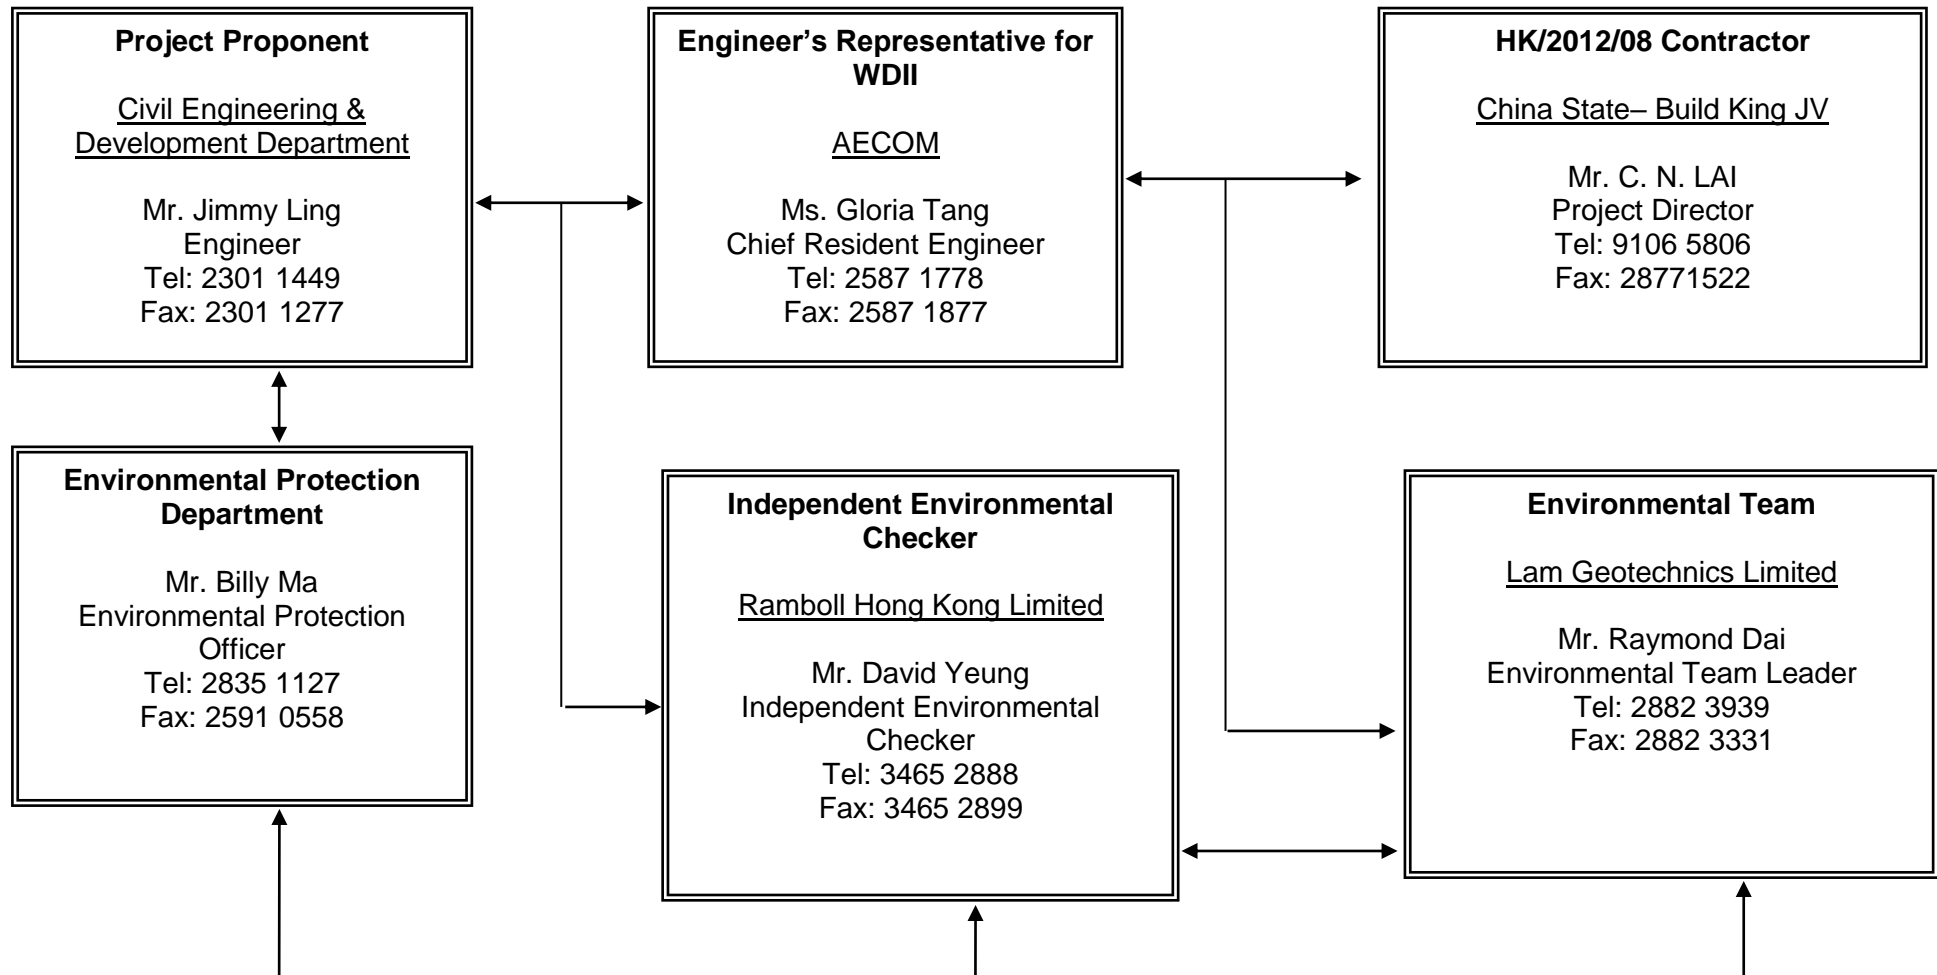 Project Proponent
Civil Engineering &
Development Department
Mr. Jimmy Ling
Engineer
Tel: 2301 1449
Fax: 2301 1277
Engineer’s Representative for
WDII
AECOM
Ms. Gloria Tang
Chief Resident Engineer
Tel: 2587 1778
Fax: 2587 1877
HK/2012/08 Contractor
China State– Build King JV
Mr. C. N. LAI
Project Director
Tel: 9106 5806
Fax: 28771522
Environmental Protection
Department
Mr. Billy Ma
Environmental Protection
Officer
Tel: 2835 1127
Fax: 2591 0558
Independent Environmental
Checker
Ramboll Hong Kong Limited
Mr. David Yeung
Independent Environmental
Checker
Tel: 3465 2888
Fax: 3465 2899
Environmental Team
Lam Geotechnics Limited
Mr. Raymond Dai
Environmental Team Leader
Tel: 2882 3939
Fax: 2882 3331